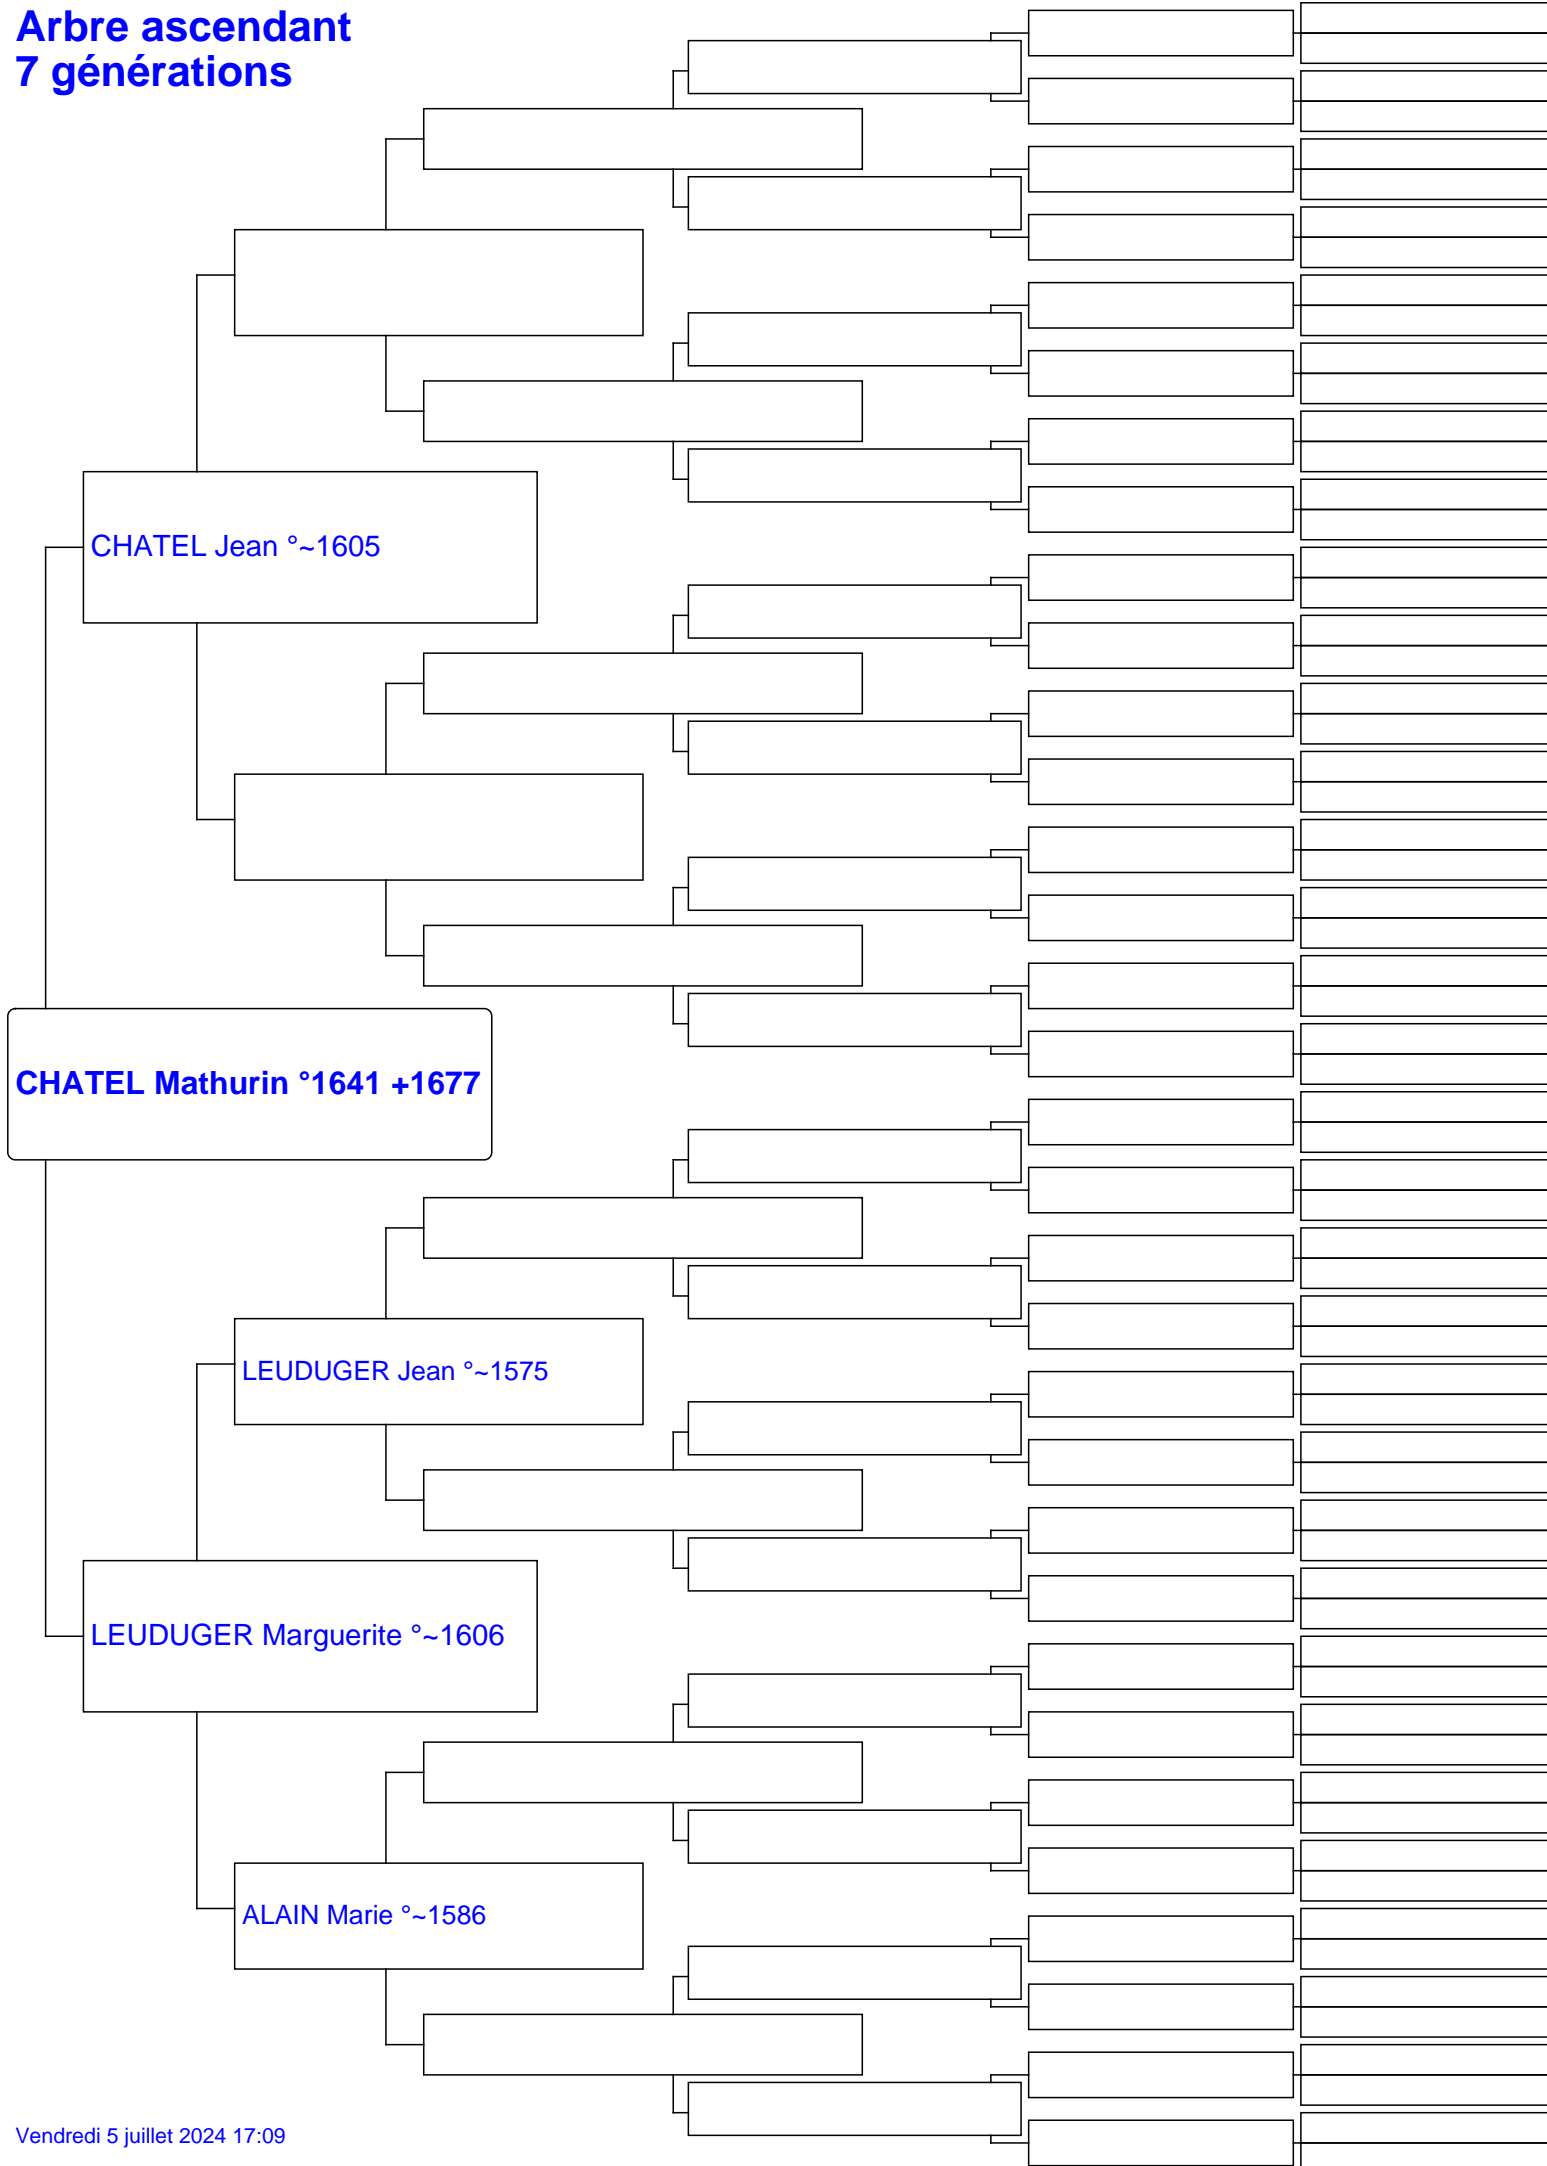 Arbre ascendant
7 générations
CHATEL Jean °~1605
CHATEL Mathurin °1641 +1677
LEUDUGER Jean °~1575
LEUDUGER Marguerite °~1606
ALAIN Marie °~1586
Vendredi 5 juillet 2024 17:09